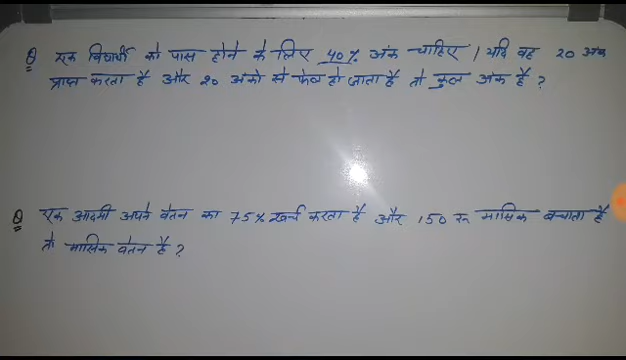 Q एक विद्यार्थी को पास होने के लिए 40% अंक चाहिए । यदि वह 20 अंक
प्राप्त करता है और 20 अंको से फेल हो जाता है तो कुल अंक है ?
Q एक आदमी अपने वेतन का 75% खर्च करता है और 150 रू मासिक बचाता है
तो मासिक वेतन है ?